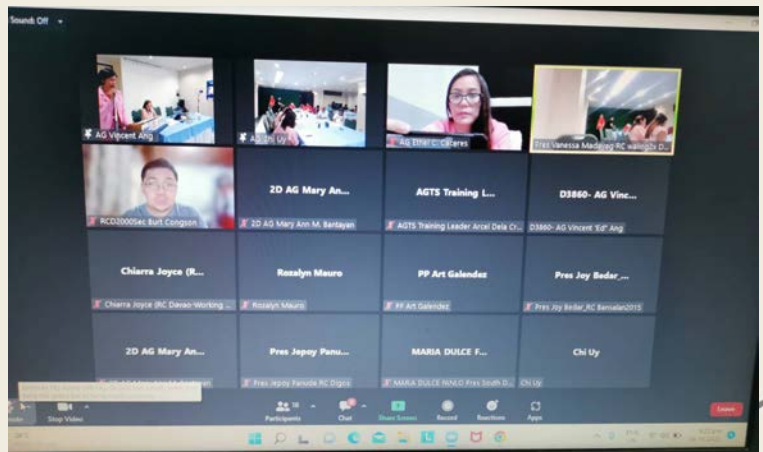 Sound: Off
AG Vincent Ang
AG Zhi Uy
AG Ethel C. Caceres
Pres Vanessa Madayag RC waling2x D...
RCD2000Sec Burt Congson
2D AG Mary An...
2D AG Mary Ann M. Bantayan
AGTS Training L...
AGTS Training Leader Arcel Dela Cr...
D3860- AG Vinc...
D3860- AG Vincent 'Ed" Ang
Chiarra Joyce (R...
Chiarra Joyce (RC Davao-Working ...
Rozalyn Mauro
Rozalyn Mauro
PP Art Galendez
PP Art Galendez
Pres Joy Bedar_...
Pres Joy Bedar_RC Bansalan2015
2D AG Mary An...
Pres Jepoy Panu...
Pres Jepoy Panude RC Digos
MARIA DULCE F...
Pres South D...
Chi Uy
Chi Uy
Stop Video
Participants
Chat
Share Screen
Record
Reactions
Apps
Leave